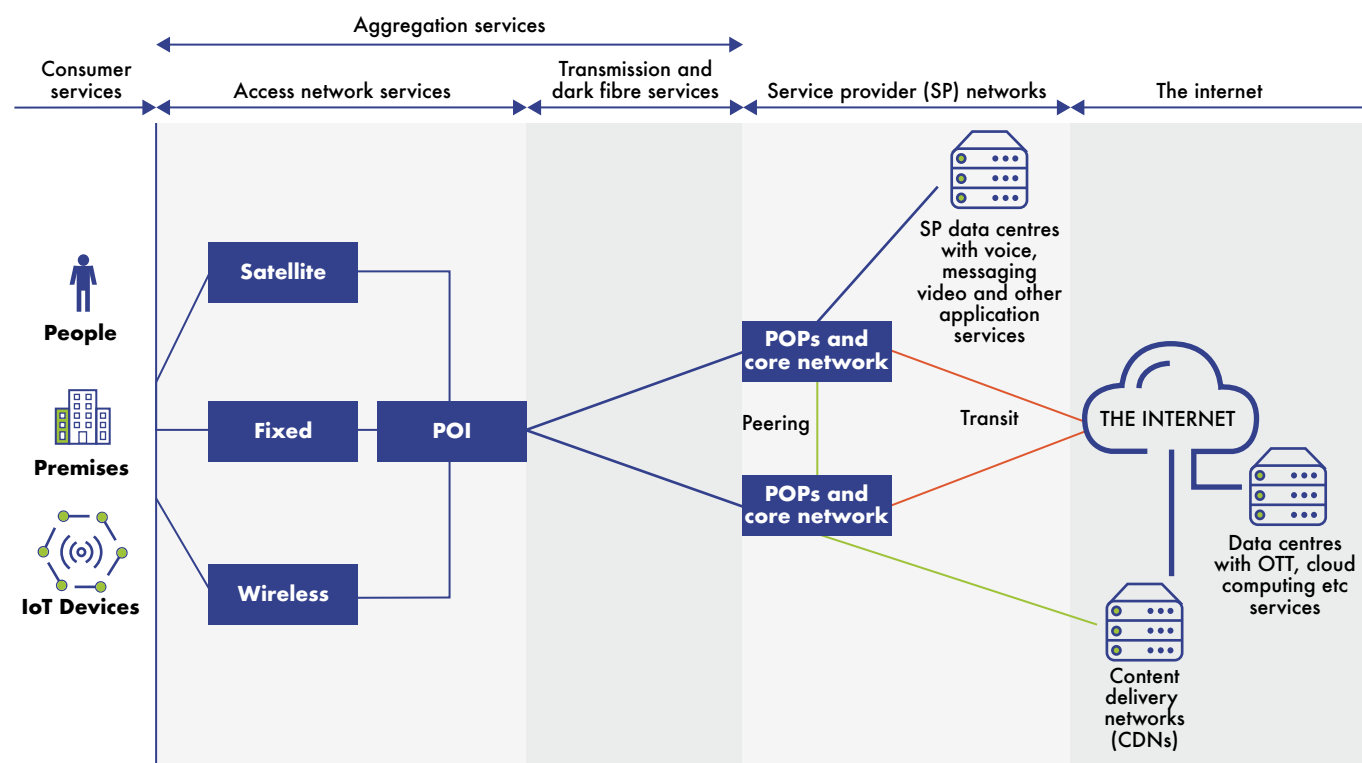 Aggregation services
Consumer
services
Access network services
Transmission and
dark fibre services
Service provider (SP) networks
The internet
People
Premises
IoT Devices
Satellite
Fixed
Wireless
POI
POPs and
core network
Peering
POPs and
core network
Transit
SP data centres
with voice,
messaging
video and other
application
services
THE INTERNET
Data centres
with OTT, cloud
computing etc
services
Content
delivery
networks
(CDNs)